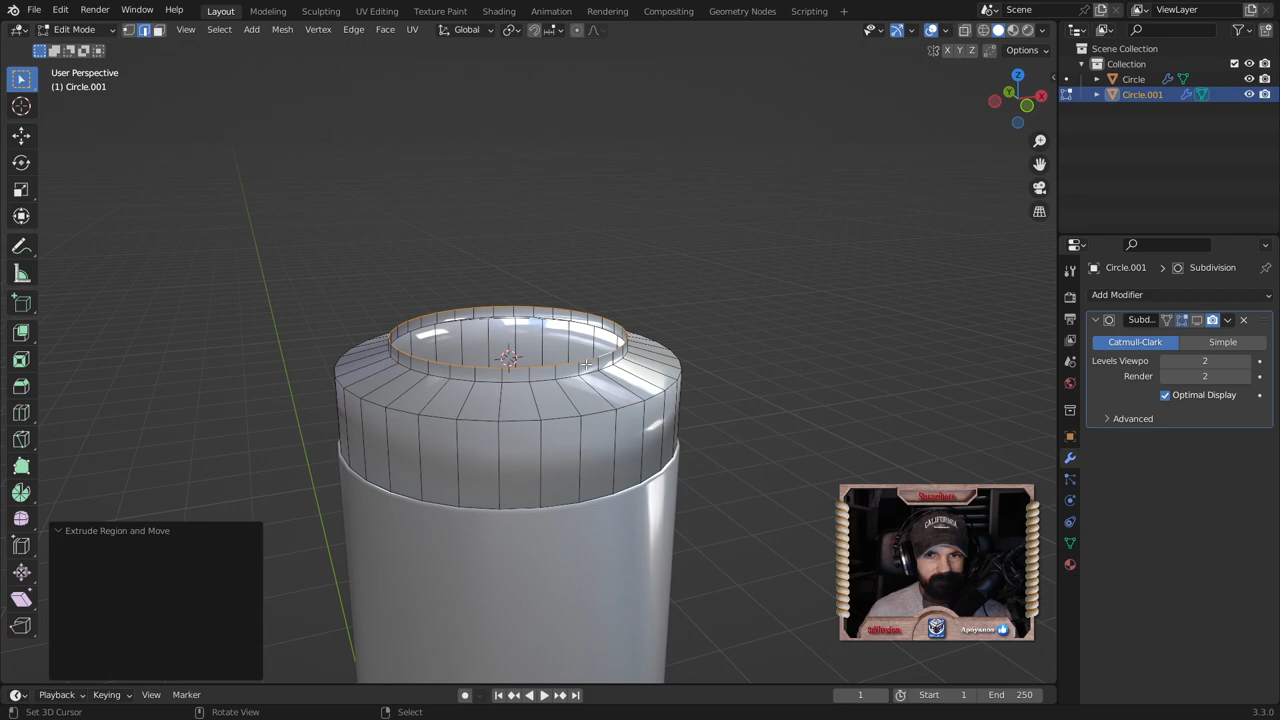 File Edit Render Window Help Layout Modeling Sculpting UV Editing Texture Paint Shading Animation Rendering Compositing Geometry Nodes Scripting Scene ViewLayer
Edit Mode View Select Add Mesh Vertex Edge Face UV Global
X Y Z Options
User Perspective
(1) Circle.001
Z
Y
X
Scene Collection
Collection
Circle
Circle.001
Circle.001 Subdivision
Add Modifier
Subd...
Catmull-Clark Simple
Levels Viewpo 2
Render 2
Optimal Display
Advanced
Extrude Region and Move
Suscribete
CALIFORNIA
3dillusion Apoyanos
Playback Keying View Marker 1 Start 1 End 250
Set 3D Cursor Rotate View Select 3.3.0